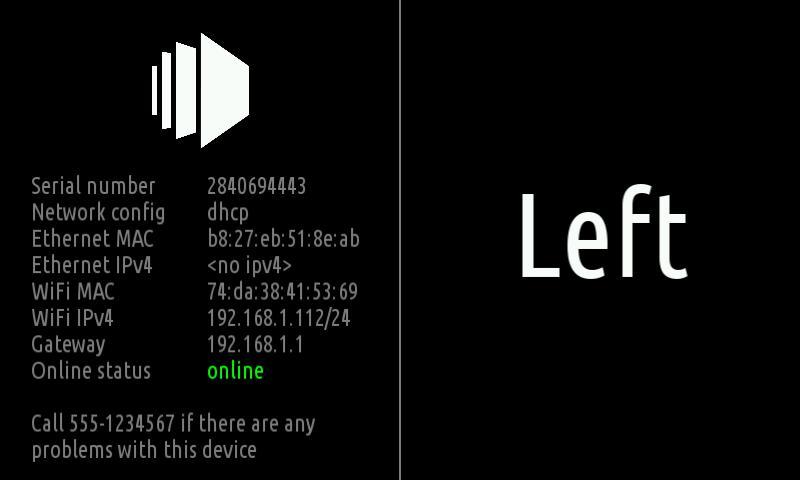 Serial number 2840694443
Network config dhcp
Ethernet MAC b8:27:eb:51:8e:ab
Ethernet IPv4 <no ipv4>
WiFi MAC 74:da:38:41:53:69
WiFi IPv4 192.168.1.112/24
Gateway 192.168.1.1
Online status online
Call 555-1234567 if there are any
problems with this device
Left